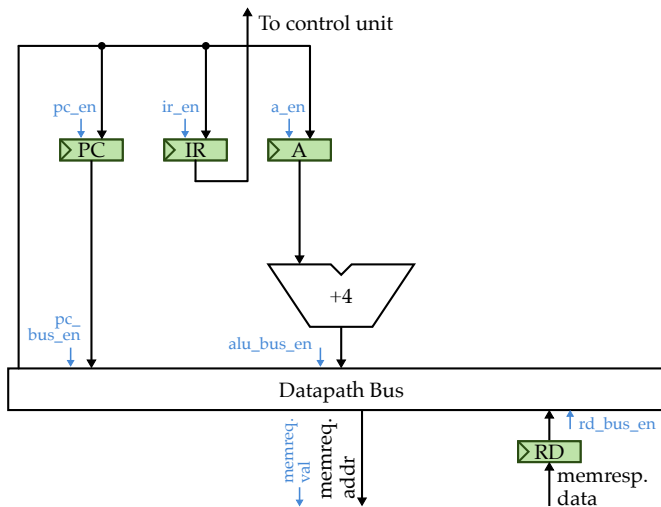 To control unit
pc_en
ir_en
a_en
PC
IR
A
+4
pc_
bus_en
alu_bus_en
Datapath Bus
memreq.
val
memreq.
addr
rd_bus_en
RD
memresp.
data